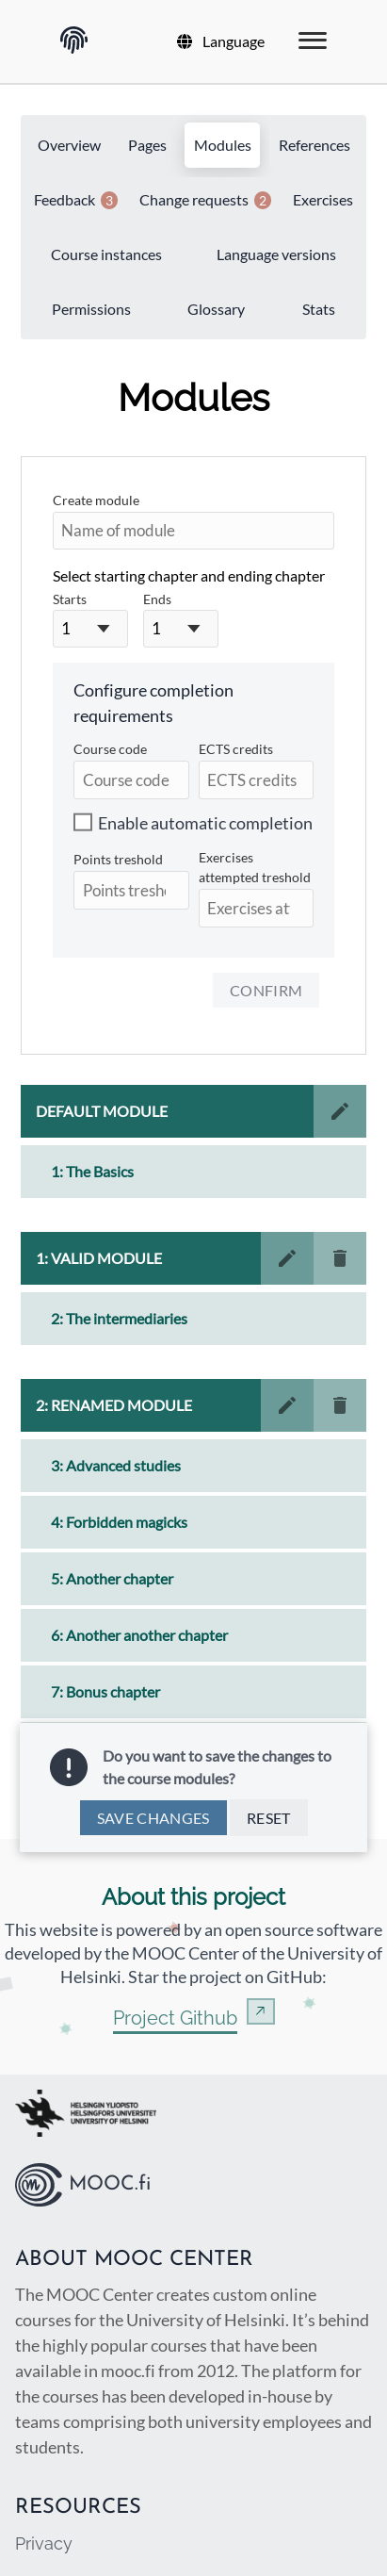 Language
Overview Pages Modules References
Feedback 3 Change requests 2 Exercises
Course instances Language versions
Permissions Glossary Stats
Modules
Create module
Name of module
Select starting chapter and ending chapter
Starts Ends
1 1
Configure completion
requirements
Course code ECTS credits
Course code ECTS credits
Enable automatic completion
Points treshold Exercises
attempted treshold
Points tresho Exercises at
CONFIRM
DEFAULT MODULE
1: The Basics
1: VALID MODULE
2: The intermediaries
2: RENAMED MODULE
3: Advanced studies
4: Forbidden magicks
5: Another chapter
6: Another another chapter
7: Bonus chapter
Do you want to save the changes to
the course modules?
SAVE CHANGES RESET
About this project
This website is powered by an open source software
developed by the MOOC Center of the University of
Helsinki. Star the project on GitHub:
Project Github
HELSINGIN YLIOPISTO
HELSINGFORS UNIVERSITET
UNIVERSITY OF HELSINKI
MOOC.fi
ABOUT MOOC CENTER
The MOOC Center creates custom online
courses for the University of Helsinki. It’s behind
the highly popular courses that have been
available in mooc.fi from 2012. The platform for
the courses has been developed in-house by
teams comprising both university employees and
students.
RESOURCES
Privacy